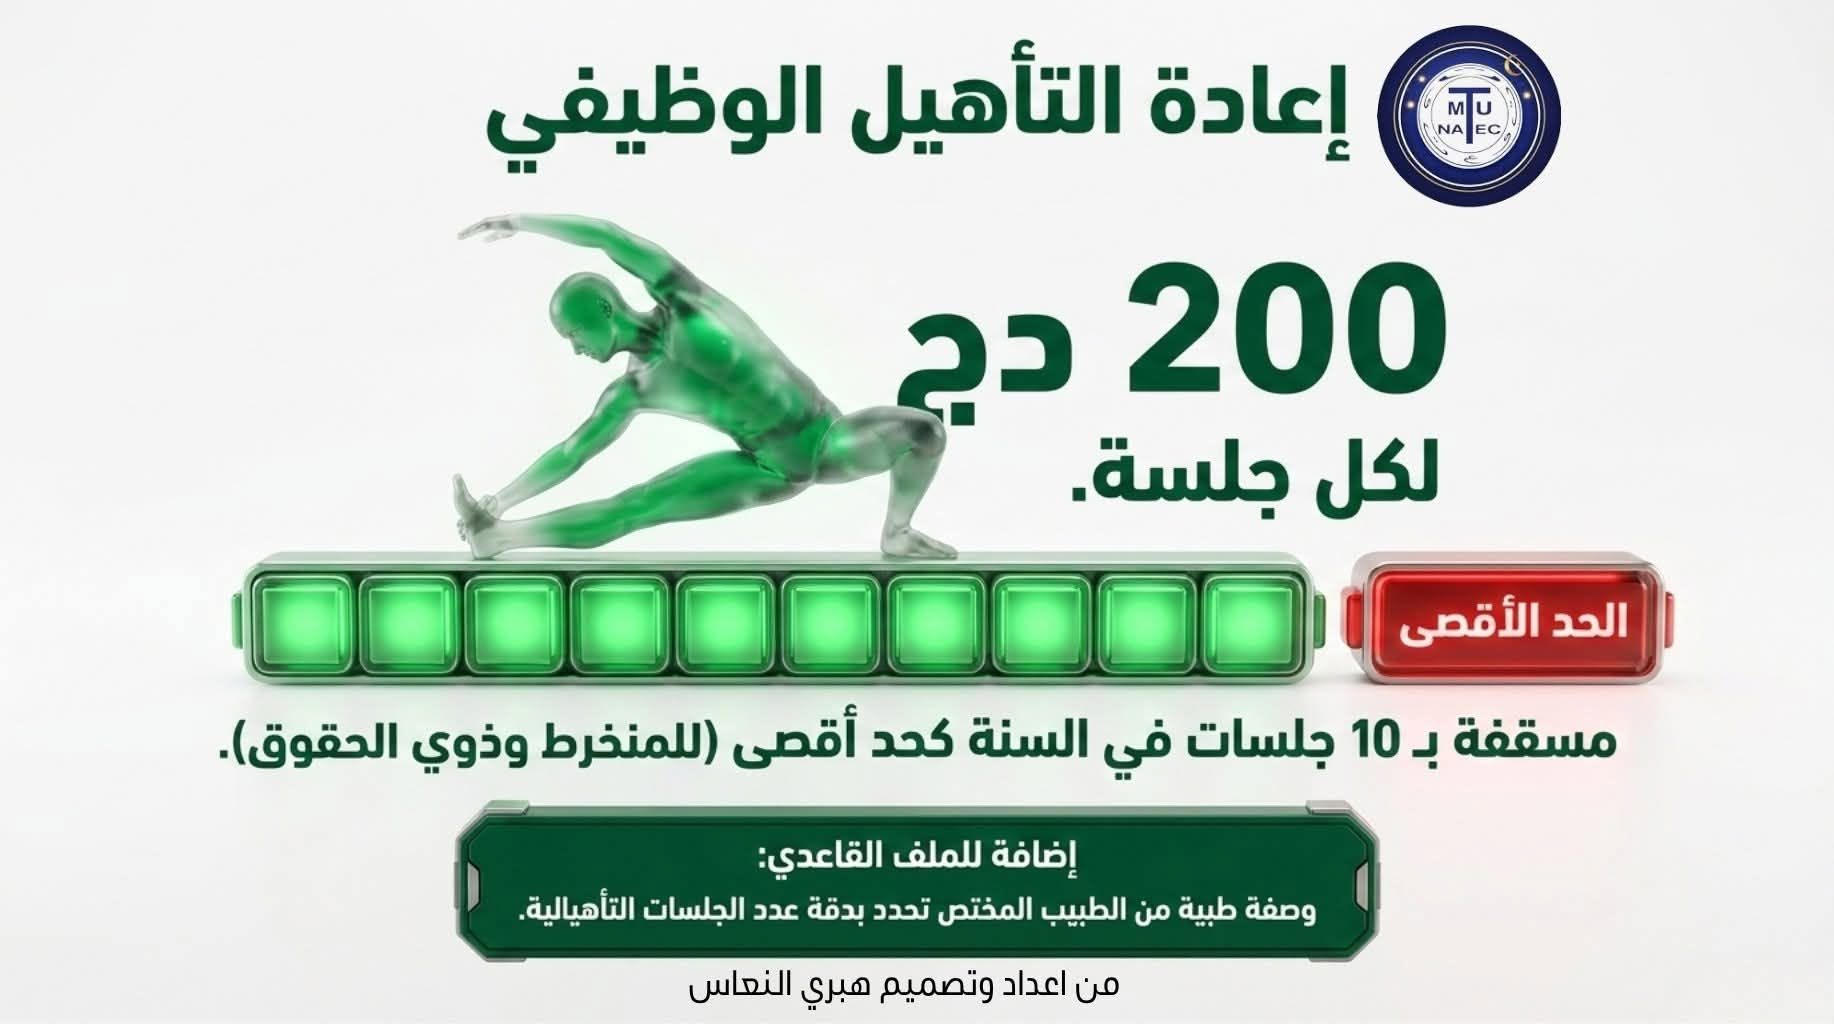 إعادة التأهيل الوظيفي
MTU
NATEC
200 دج
لكل جلسة.
الحد الأقصى
مسقفة بـ 10 جلسات في السنة كحد أقصى (للمنخرط وذوي الحقوق).
إضافة للملف القاعدي:
وصفة طبية من الطبيب المختص تحدد بدقة عدد الجلسات التأهيالية.
من اعداد وتصميم هبري النعاس